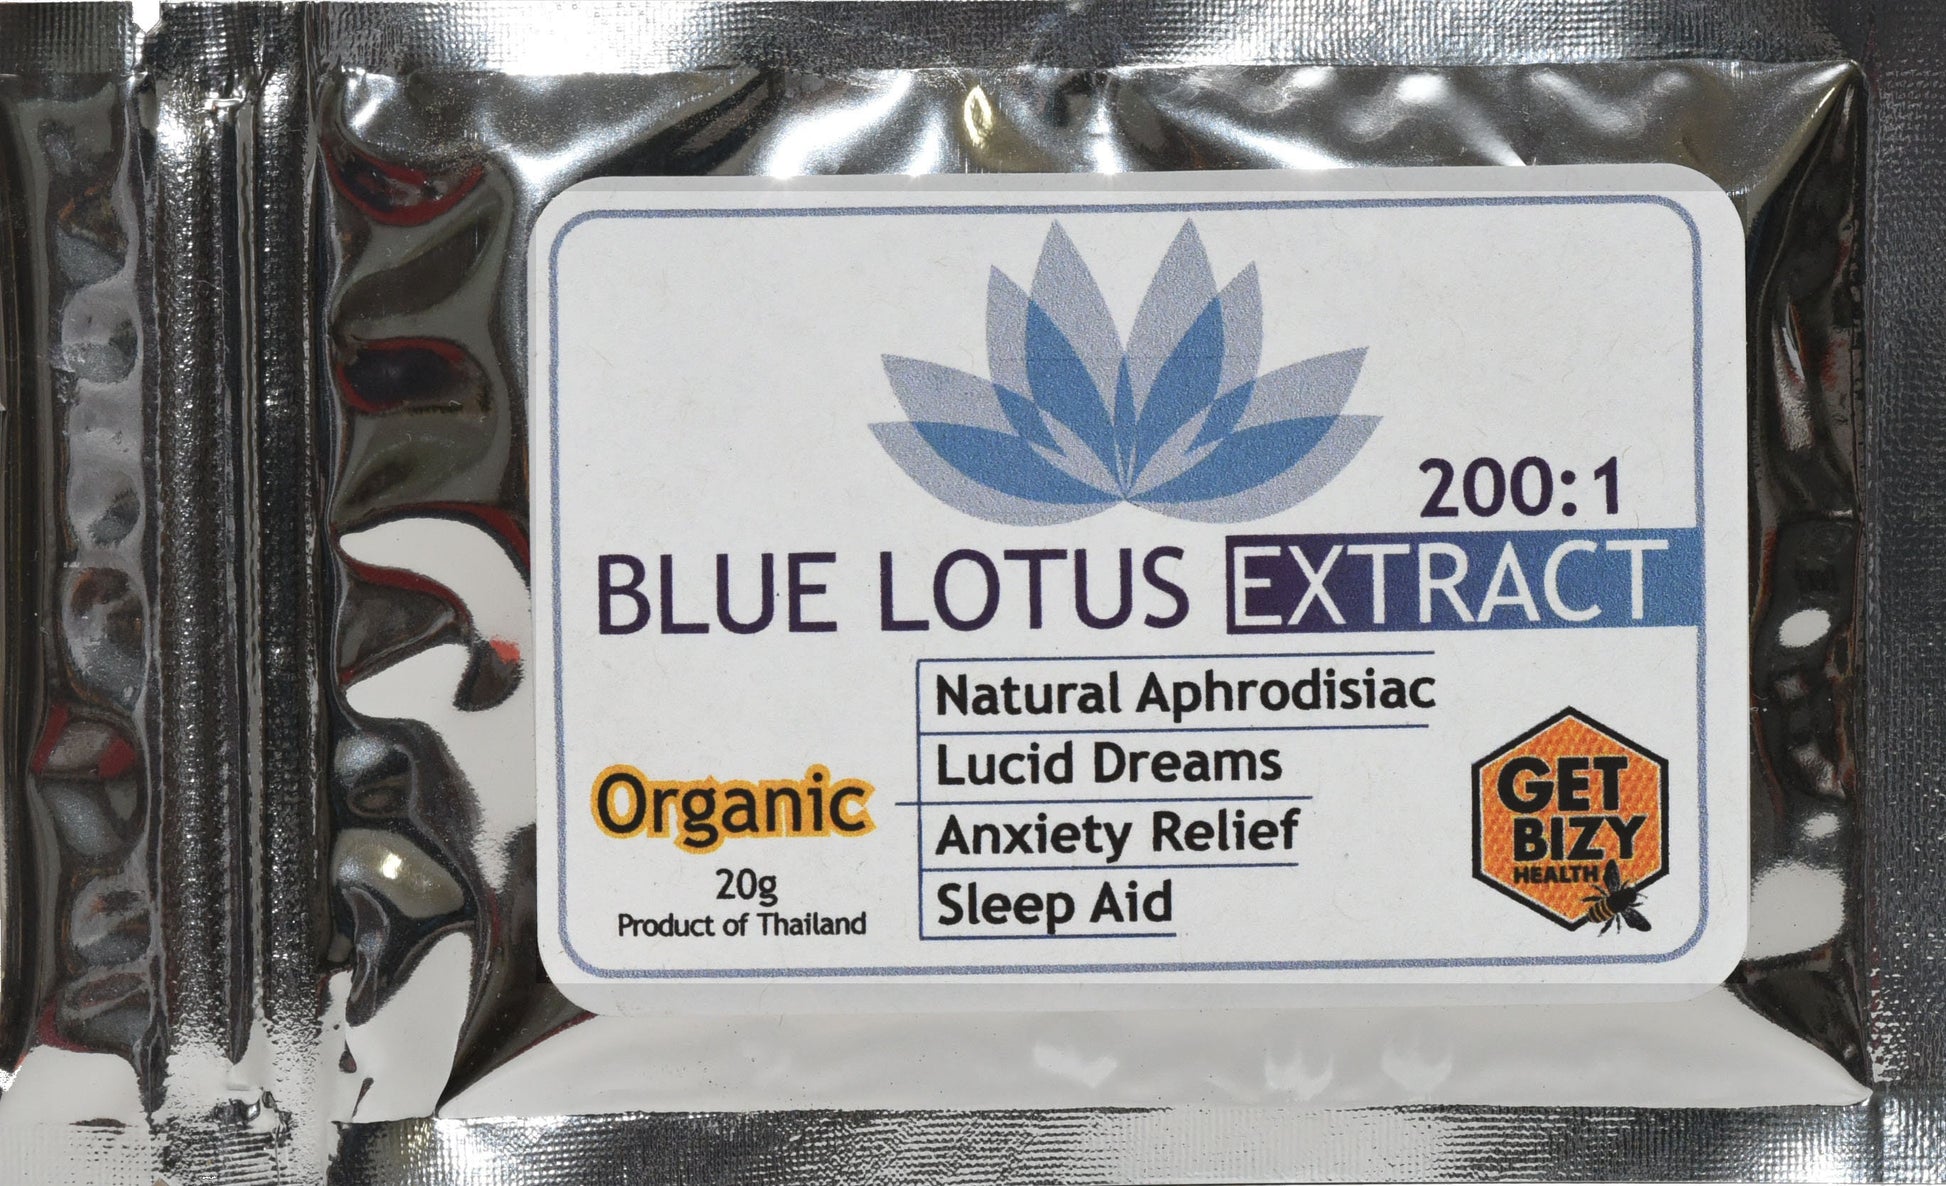 200:1
BLUE LOTUS EXTRACT
Natural Aphrodisiac
Lucid Dreams
Anxiety Relief
Sleep Aid
Organic
20g
Product of Thailand
GET
BIZY
HEALTH